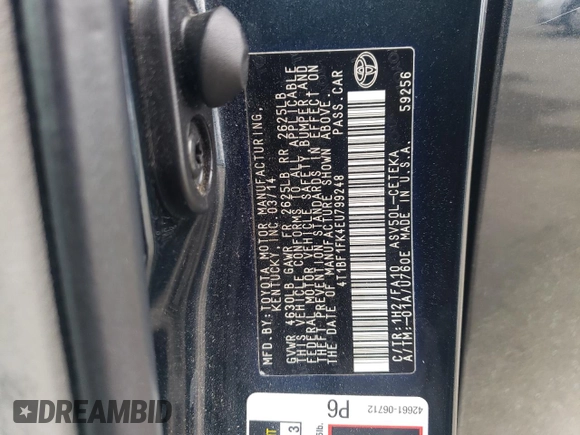 MFD.BY:TOYOTA MOTOR MANUFACTURING,
KENTUCKY, INC. 03/14
GVWR 4630LB GAWR FR 2625LB RR 2625LB
THIS VEHICLE CONFORMS TO ALL APPLICABLE
FEDERAL MOTOR VEHICLE SAFETY, BUMPER, AND
THEFT PREVENTION STANDARDS IN EFFECT ON
THE DATE OF MANUFACTURE SHOWN ABOVE.
4T1BF1FK4EU799248 PASS.CAR
C/TR:1H2/FA10 ASV50L-CETEKA
A/TM:-01A/U760E MADE IN U.S.A. 59256
P6
42661-06712
3
DIDCARFAX.COM